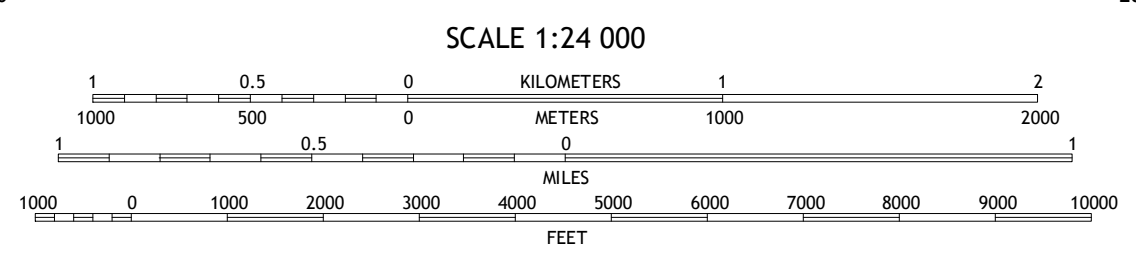 SCALE 1:24 000
1 0.5 0 KILOMETERS 1 2
1000 500 0 METERS 1000 2000
1 0.5 0 1
MILES
1000 0 1000 2000 3000 4000 5000 6000 7000 8000 9000 10000
FEET